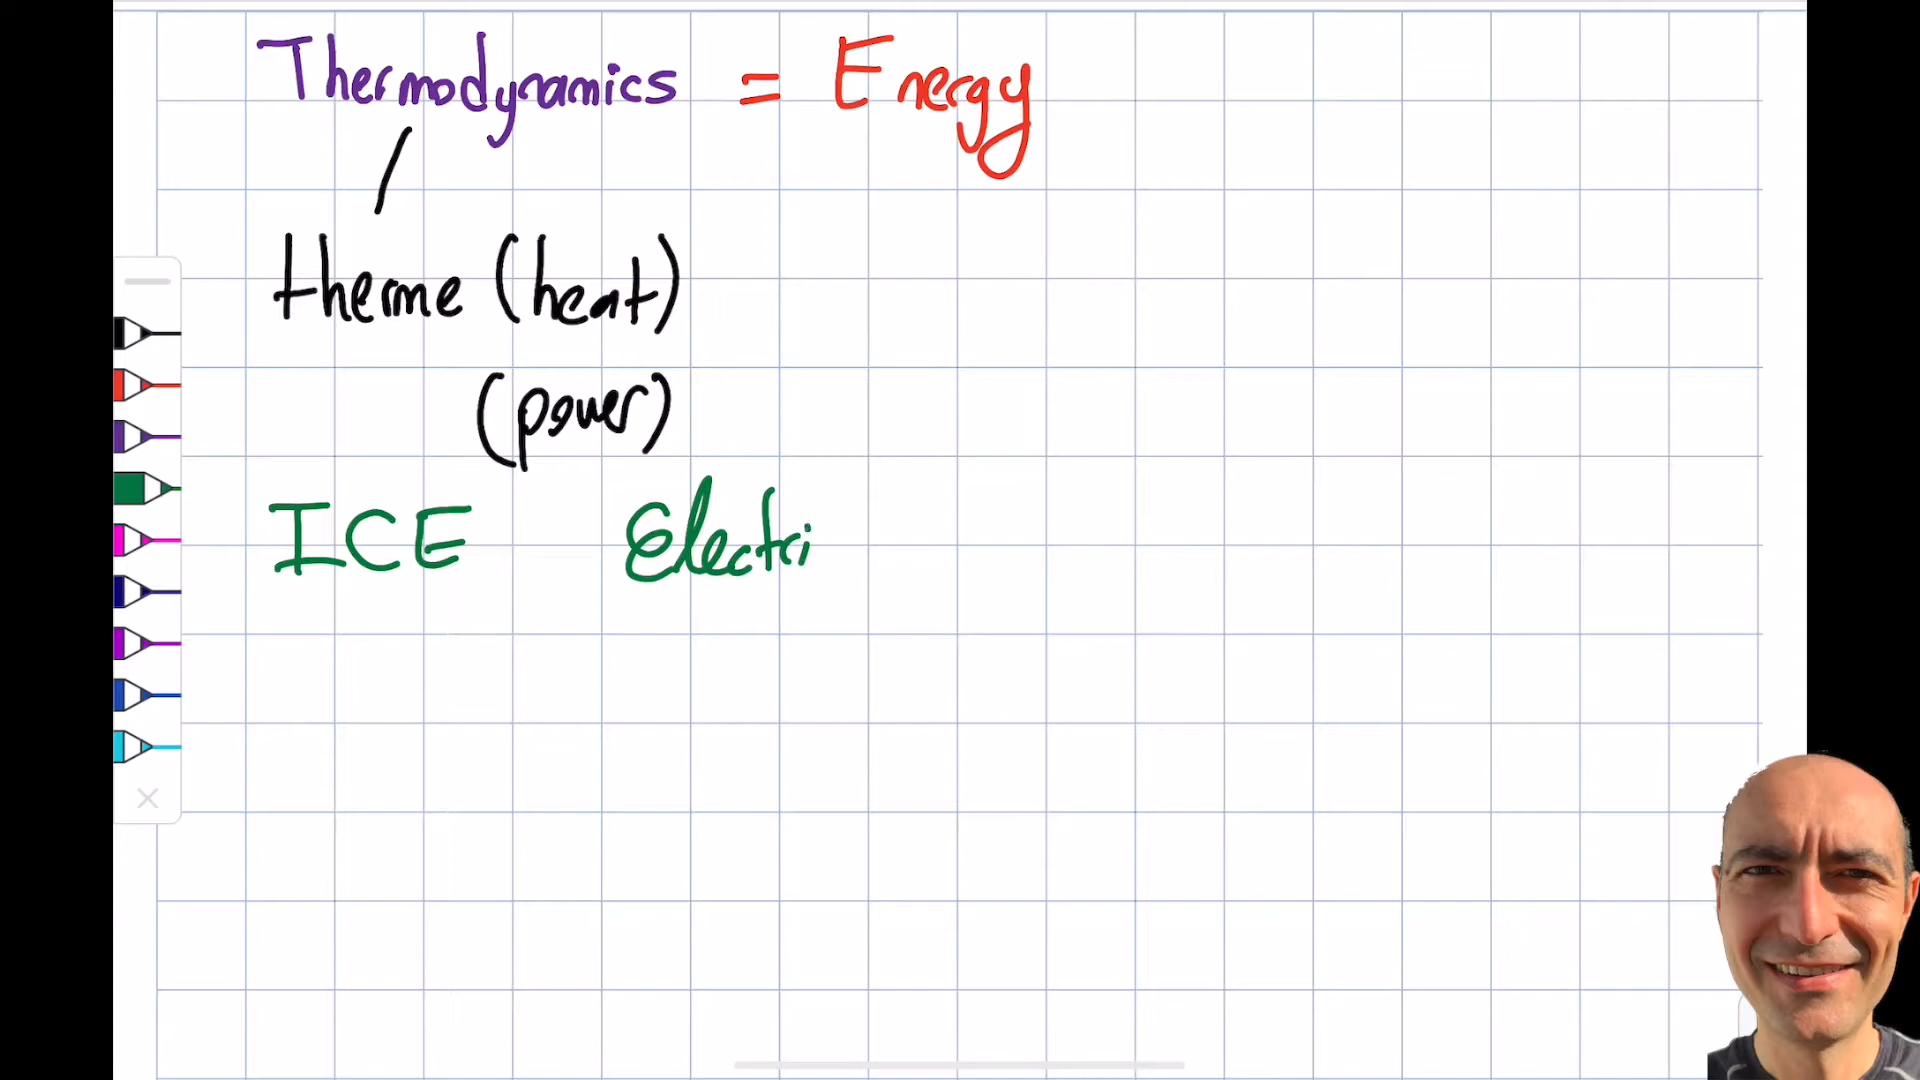 Thermodynamics = Energy
therme (heat)
(power)
ICE Electri